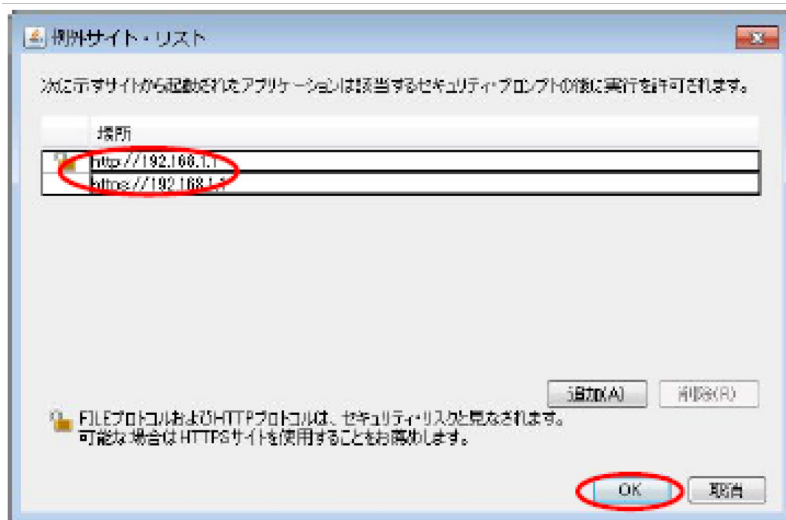 例外サイト・リスト
次に示すサイトから起動されたアプリケーションは該当するセキュリティ・プロンプトの後に実行を許可されます。
場所
http://192.168.1.1
https://192.168.1.1
追加(A) 削除(R)
FILEプロトコルおよびHTTPプロトコルは、セキュリティ・リスクと見なされます。
可能な場合はHTTPSサイトを使用することをお薦めします。
OK 取消